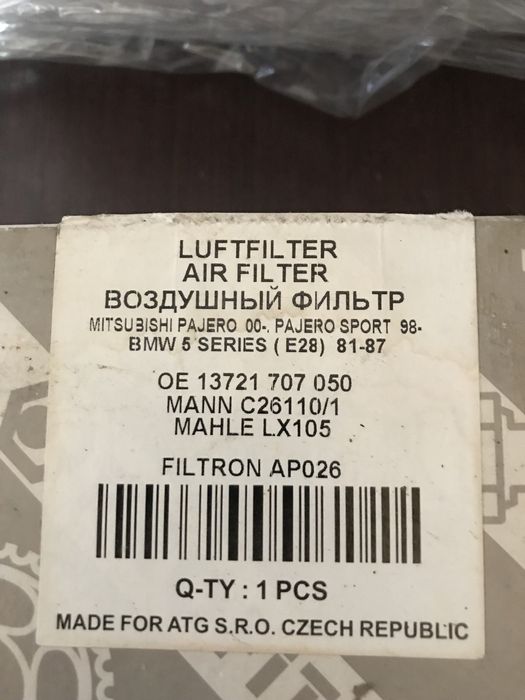 LUFTFILTER
AIR FILTER
ВОЗДУШНЫЙ ФИЛЬТР
MITSUBISHI PAJERO 00-, PAJERO SPORT 98-
BMW 5 SERIES ( E28) 81-87
OE 13721 707 050
MANN C26110/1
MAHLE LX105
FILTRON AP026
Q-TY : 1 PCS
MADE FOR ATG S.R.O. CZECH REPUBLIC